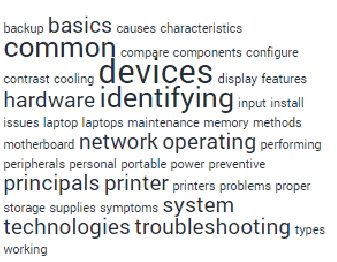 backup basics causes characteristics
common compare components configure
contrast cooling devices display features
hardware identifying input install
issues laptop laptops maintenance memory methods
motherboard network operating performing
peripherals personal portable power preventive
principals printer printers problems proper
storage supplies symptoms system
technologies troubleshooting types
working